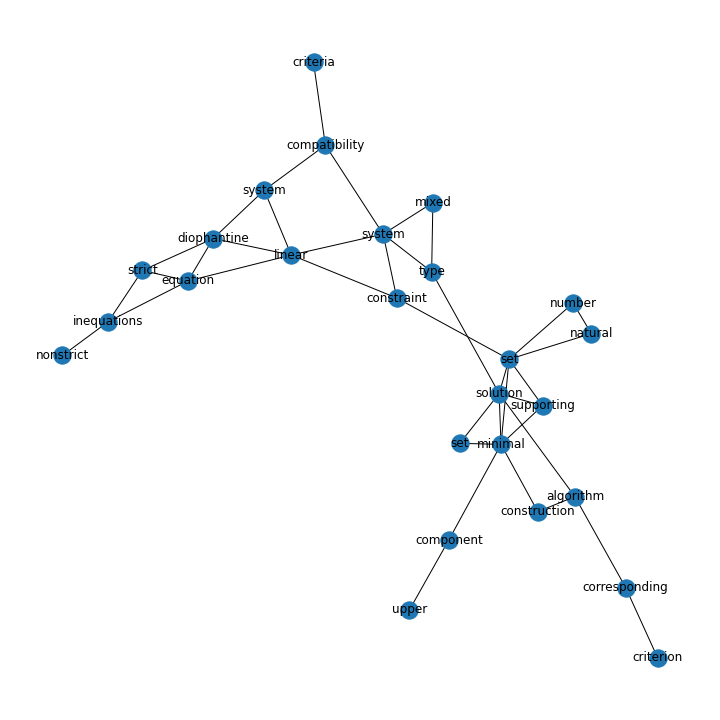 criteria
compatibility
system
mixed
system
diophantine
linear
strict
type
equation
constraint
number
inequations
natural
nonstrict
set
solution
supporting
set
minimal
algorithm
construction
component
corresponding
upper
criterion